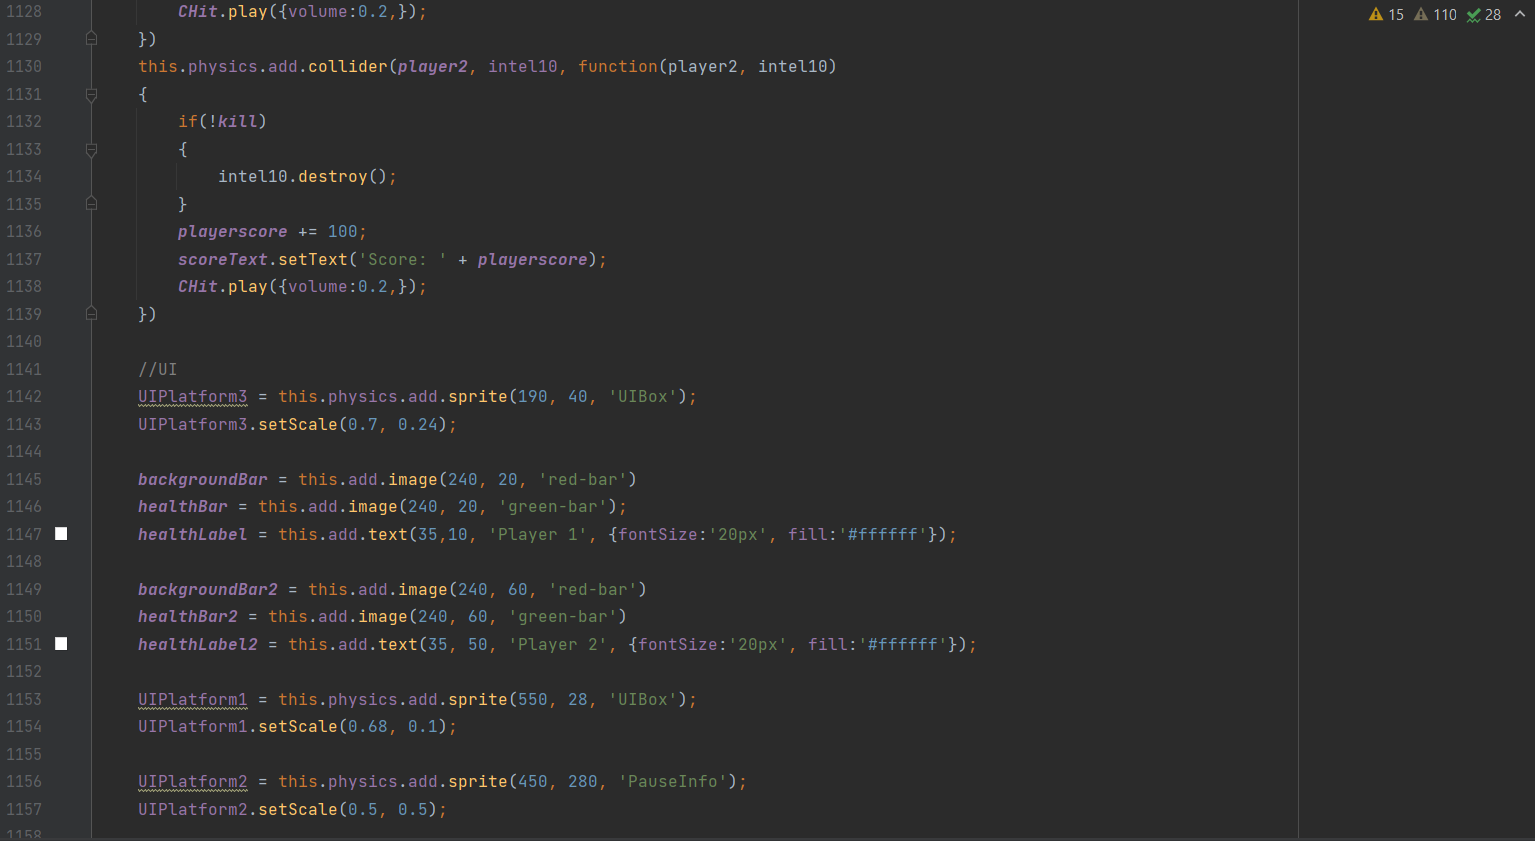 15 110 28
1128 CHit.play({volume:0.2,});
1129 })
1130 this.physics.add.collider(player2, intel10, function(player2, intel10)
1131 {
1132 if(!kill)
1133 {
1134 intel10.destroy();
1135 }
1136 playerscore += 100;
1137 scoreText.setText('Score: ' + playerscore);
1138 CHit.play({volume:0.2,});
1139 })
1140
1141 //UI
1142 UIPlatform3 = this.physics.add.sprite(190, 40, 'UIBox');
1143 UIPlatform3.setScale(0.7, 0.24);
1144
1145 backgroundBar = this.add.image(240, 20, 'red-bar')
1146 healthBar = this.add.image(240, 20, 'green-bar');
1147 healthLabel = this.add.text(35,10, 'Player 1', {fontSize:'20px', fill:'#ffffff'});
1148
1149 backgroundBar2 = this.add.image(240, 60, 'red-bar')
1150 healthBar2 = this.add.image(240, 60, 'green-bar')
1151 healthLabel2 = this.add.text(35, 50, 'Player 2', {fontSize:'20px', fill:'#ffffff'});
1152
1153 UIPlatform1 = this.physics.add.sprite(550, 28, 'UIBox');
1154 UIPlatform1.setScale(0.68, 0.1);
1155
1156 UIPlatform2 = this.physics.add.sprite(450, 280, 'PauseInfo');
1157 UIPlatform2.setScale(0.5, 0.5);
1158